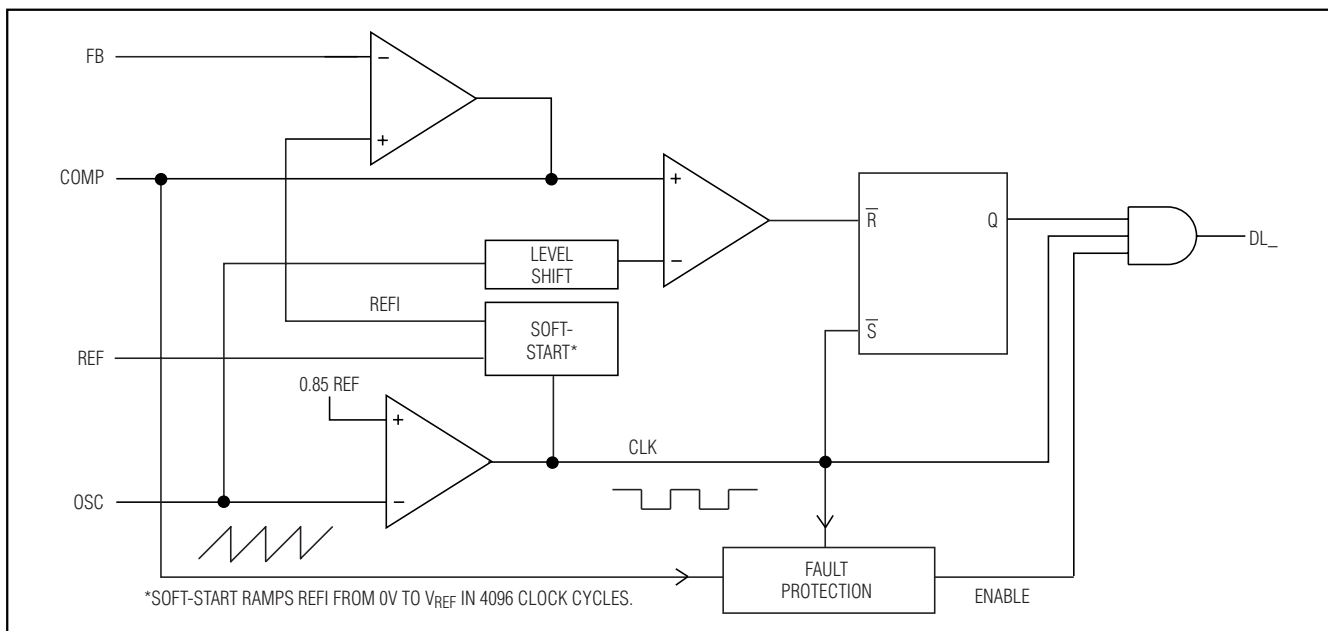 FB
−
+
COMP
+
−
LEVEL
SHIFT
R̅
Q
DL_
REFI
SOFT-
START*
S̅
REF
0.85 REF
+
CLK
OSC
−
FAULT
PROTECTION
ENABLE
*SOFT-START RAMPS REFI FROM 0V TO VREF IN 4096 CLOCK CYCLES.